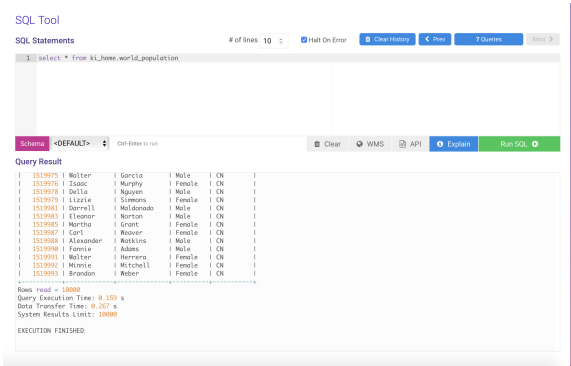 SQL Tool
SQL Statements
# of lines 10 Halt On Error Clear History Prev 7 Queries Next
1 select * from ki_home.world_population
Schema <DEFAULT> Ctrl-Enter to run Clear WMS API Explain Run SQL
Query Result
| 1519975 | Walter | Garcia | Male | CN |
| 1519976 | Isaac | Murphy | Female | CN |
| 1519978 | Della | Nguyen | Male | CN |
| 1519979 | Lizzie | Simmons | Female | CN |
| 1519981 | Darrell | Maldonado | Male | CN |
| 1519983 | Eleanor | Norton | Male | CN |
| 1519985 | Martha | Grant | Female | CN |
| 1519987 | Carl | Weaver | Female | CN |
| 1519988 | Alexander | Watkins | Male | CN |
| 1519990 | Fannie | Adams | Male | CN |
| 1519991 | Walter | Herrera | Female | CN |
| 1519992 | Minnie | Mitchell | Female | CN |
| 1519993 | Brandon | Weber | Female | CN |
+-----------+-------------+-------------+---------+----------+
Rows read = 10000
Query Execution Time: 0.159 s
Data Transfer Time: 0.267 s
System Results Limit: 10000
EXECUTION FINISHED